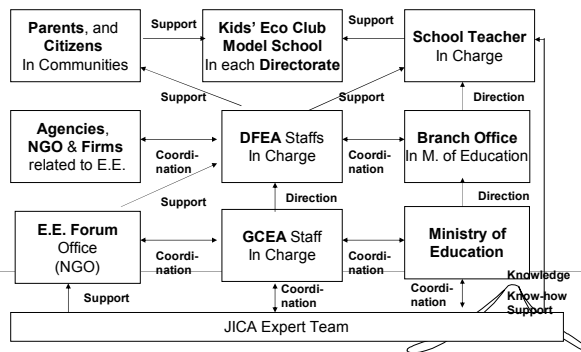 Parents, and
Citizens
In Communities
Support
Kids' Eco Club
Model School
In each Directorate
Support
School Teacher
In Charge
Support
Support
Direction
Agencies,
NGO & Firms
related to E.E.
Coordi-
nation
DFEA Staffs
In Charge
Coordi-
nation
Branch Office
In M. of Education
Support
Direction
Direction
E.E. Forum
Office
(NGO)
Coordi-
nation
GCEA Staff
In Charge
Coordi-
nation
Ministry of
Education
Support
Coordi-
nation
Coordi-
nation
Knowledge
Know-how
Support
JICA Expert Team